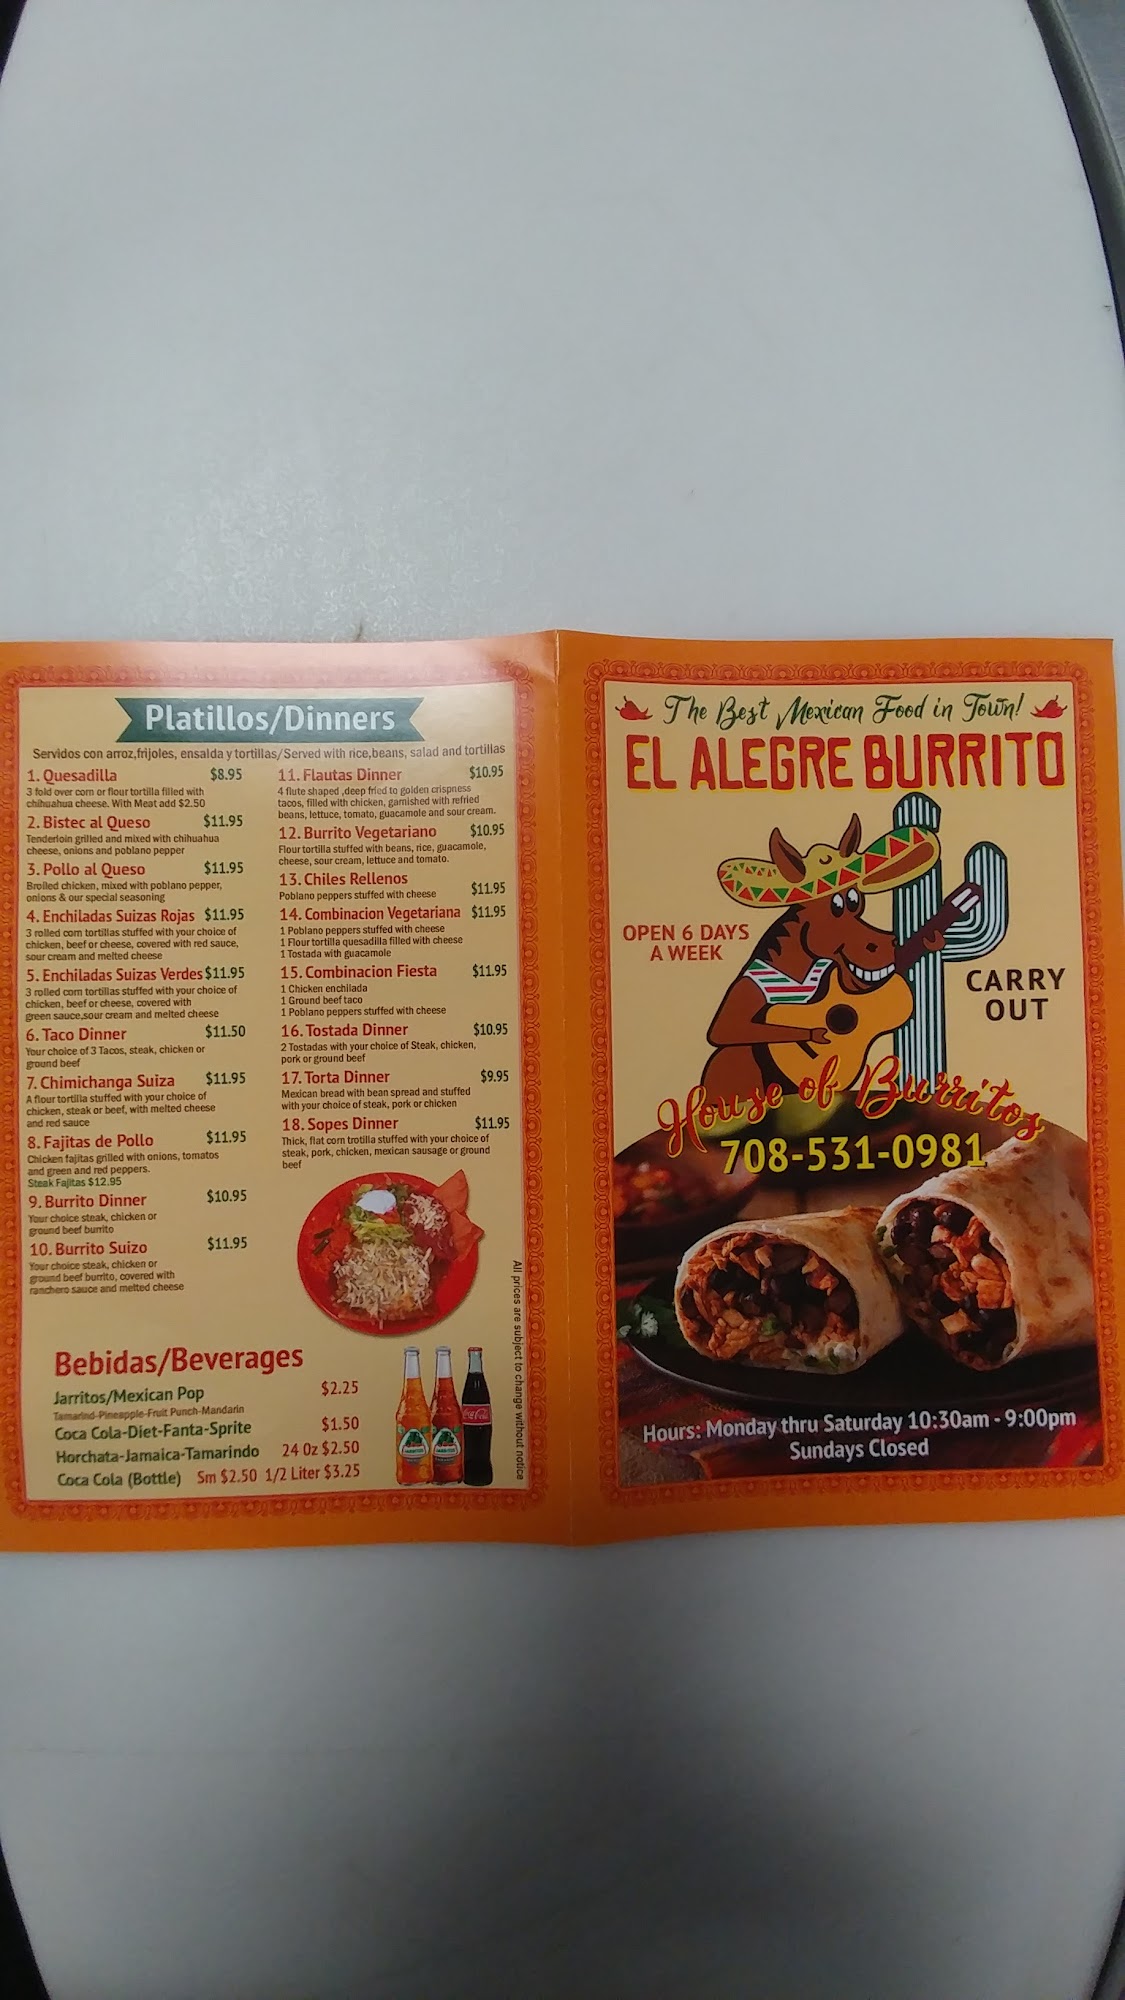 Platillos/Dinners
Servidos con arroz,frijoles, ensalda y tortillas/Served with rice,beans, salad and tortillas
1. Quesadilla $8.95
3 fold over corn or flour tortilla filled with
chihuahua cheese. With Meat add $2.50
2. Bistec al Queso $11.95
Tenderloin grilled and mixed with chihuahua
cheese, onions and poblano pepper
3. Pollo al Queso $11.95
Broiled chicken, mixed with poblano pepper,
onions & our special seasoning
4. Enchiladas Suizas Rojas $11.95
3 rolled corn tortillas stuffed with your choice of
chicken, beef or cheese, covered with red sauce,
sour cream and melted cheese
5. Enchiladas Suizas Verdes $11.95
3 rolled corn tortillas stuffed with your choice of
chicken, beef or cheese, covered with
green sauce,sour cream and melted cheese
6. Taco Dinner $11.50
Your choice of 3 Tacos, steak, chicken or
ground beef
7. Chimichanga Suiza $11.95
A flour tortilla stuffed with your choice of
chicken, steak or beef, with melted cheese
and red sauce
8. Fajitas de Pollo $11.95
Chicken fajitas grilled with onions, tomatos
and green and red peppers.
Steak Fajitas $12.95
9. Burrito Dinner $10.95
Your choice steak, chicken or
ground beef burrito
10. Burrito Suizo $11.95
Your choice steak, chicken or
ground beef burrito, covered with
ranchero sauce and melted cheese
11. Flautas Dinner $10.95
4 flute shaped ,deep fried to golden crispness
tacos, filled with chicken, garnished with refried
beans, lettuce, tomato, guacamole and sour cream.
12. Burrito Vegetariano $10.95
Flour tortilla stuffed with beans, rice, guacamole,
cheese, sour cream, lettuce and tomato.
13. Chiles Rellenos
Poblano peppers stuffed with cheese $11.95
14. Combinacion Vegetariana $11.95
1 Poblano peppers stuffed with cheese
1 Flour tortilla quesadilla filled with cheese
1 Tostada with guacamole
15. Combinacion Fiesta $11.95
1 Chicken enchilada
1 Ground beef taco
1 Poblano peppers stuffed with cheese
16. Tostada Dinner $10.95
2 Tostadas with your choice of Steak, chicken,
pork or ground beef
17. Torta Dinner $9.95
Mexican bread with bean spread and stuffed
with your choice of steak, pork or chicken
18. Sopes Dinner $11.95
Thick, flat corn trotilla stuffed with your choice of
steak, pork, chicken, mexican sausage or ground
beef
All prices are subject to change without notice
Bebidas/Beverages
Jarritos/Mexican Pop $2.25
Tamarind-Pineapple-Fruit Punch-Mandarin
Coca Cola-Diet-Fanta-Sprite $1.50
Horchata-Jamaica-Tamarindo 24 Oz $2.50
Coca Cola (Bottle) Sm $2.50 1/2 Liter $3.25
Coca-Cola
The Best Mexican Food in Town!
EL ALEGRE BURRITO
OPEN 6 DAYS
A WEEK
CARRY
OUT
House of Burritos
708-531-0981
Hours: Monday thru Saturday 10:30am - 9:00pm
Sundays Closed